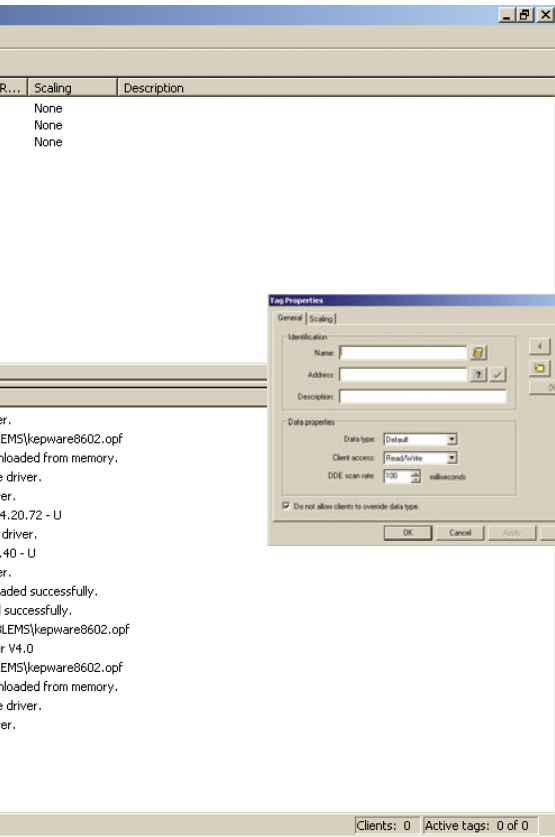 R... Scaling Description
None
None
None
Tag Properties
General Scaling
Identification
Name:
Address: ?
Description:
Data properties
Data type: Default
Client access: Read/Write
DDE scan rate: 100 milliseconds
Do not allow clients to override data type.
OK Cancel Apply
er.
EMS\kepware8602.opf
nloaded from memory.
e driver.
ver.
4.20.72 - U
driver.
.40 - U
er.
aded successfully.
d successfully.
BLEMS\kepware8602.opf
r V4.0
EMS\kepware8602.opf
nloaded from memory.
e driver.
ver.
Clients: 0 Active tags: 0 of 0